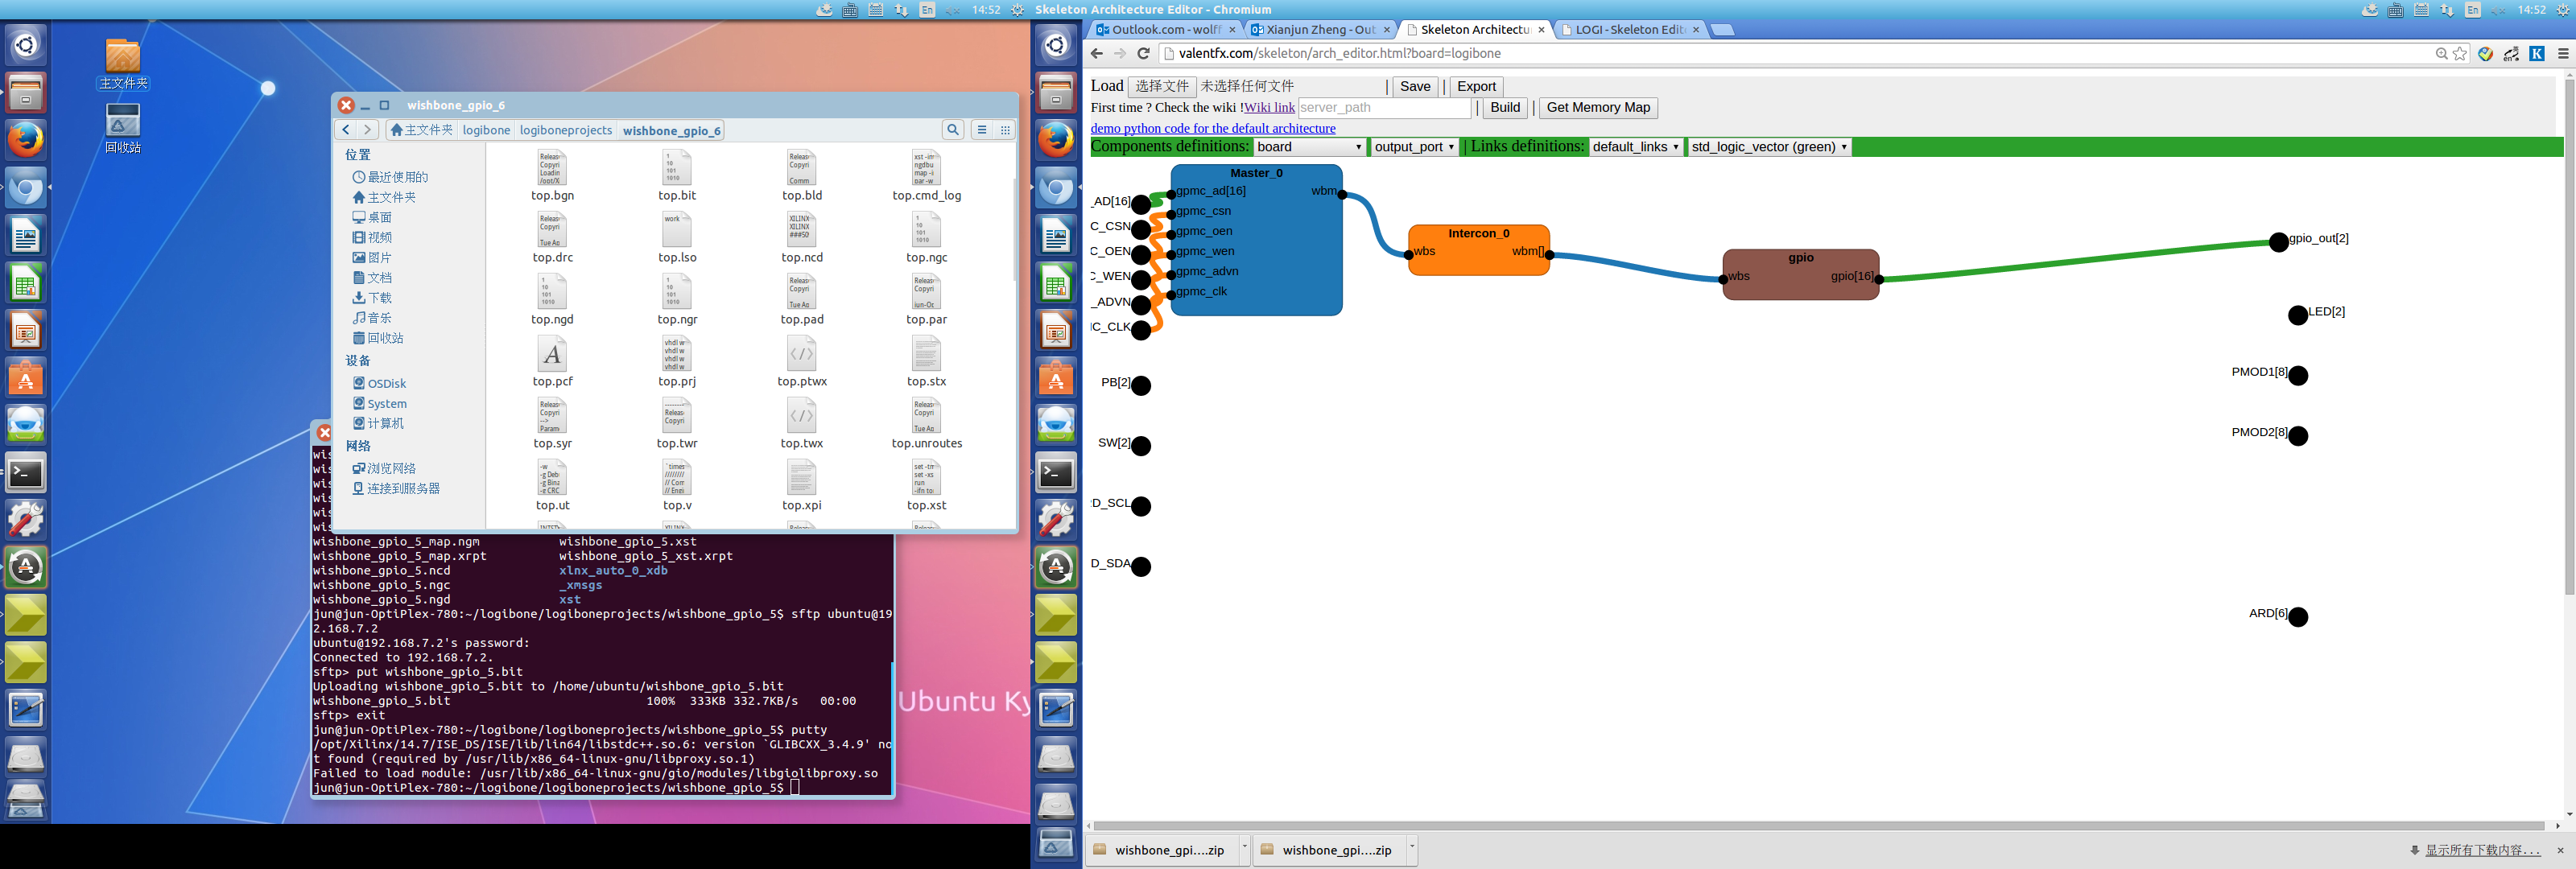 En
14:52
Skeleton Architecture Editor - Chromium
En
14:52
主文件夹
回收站
wishbone_gpio_6
主文件夹
logibone
logiboneprojects
wishbone_gpio_6
位置
最近使用的
主文件夹
桌面
视频
图片
文档
下载
音乐
回收站
设备
OSDisk
System
计算机
网络
浏览网络
连接到服务器
top.bgn
top.bit
top.bld
top.cmd_log
top.drc
top.lso
top.ncd
top.ngc
top.ngd
top.ngr
top.pad
top.par
top.pcf
top.prj
top.ptwx
top.stx
top.syr
top.twr
top.twx
top.unroutes
top.ut
top.v
top.xpi
top.xst
wishbone_gpio_5_map.ngm wishbone_gpio_5.xst
wishbone_gpio_5_map.xrpt wishbone_gpio_5_xst.xrpt
wishbone_gpio_5.ncd xlnx_auto_0_xdb
wishbone_gpio_5.ngc _xmsgs
wishbone_gpio_5.ngd xst
jun@jun-OptiPlex-780:~/logibone/logiboneprojects/wishbone_gpio_5$ sftp ubuntu@19
2.168.7.2
ubuntu@192.168.7.2's password:
Connected to 192.168.7.2.
sftp> put wishbone_gpio_5.bit
Uploading wishbone_gpio_5.bit to /home/ubuntu/wishbone_gpio_5.bit
wishbone_gpio_5.bit 100% 333KB 332.7KB/s 00:00
sftp> exit
jun@jun-OptiPlex-780:~/logibone/logiboneprojects/wishbone_gpio_5$ putty
/opt/Xilinx/14.7/ISE_DS/ISE/lib/lin64/libstdc++.so.6: version `GLIBCXX_3.4.9' no
t found (required by /usr/lib/x86_64-linux-gnu/libproxy.so.1)
Failed to load module: /usr/lib/x86_64-linux-gnu/gio/modules/libgiolibproxy.so
jun@jun-OptiPlex-780:~/logibone/logiboneprojects/wishbone_gpio_5$
Ubuntu Ky
Outlook.com - wolff
Xianjun Zheng - Out
Skeleton Architectu
LOGI - Skeleton Edit
valentfx.com/skeleton/arch_editor.html?board=logibone
Load 选择文件 未选择任何文件 | Save | Export
First time ? Check the wiki !Wiki link server_path | Build | Get Memory Map
demo python code for the default architecture
Components definitions: board output_port | Links definitions: default_links std_logic_vector (green)
Master_0
gpmc_ad[16] wbm
gpmc_csn
gpmc_oen
gpmc_wen
gpmc_advn
gpmc_clk
_AD[16]
C_CSN
C_OEN
C_WEN
_ADVN
IC_CLK
Intercon_0
wbs wbm[]
gpio
wbs gpio[16]
gpio_out[2]
LED[2]
PMOD1[8]
PMOD2[8]
ARD[6]
PB[2]
SW[2]
D_SCL
D_SDA
wishbone_gpi....zip
wishbone_gpi....zip
显示所有下载内容...